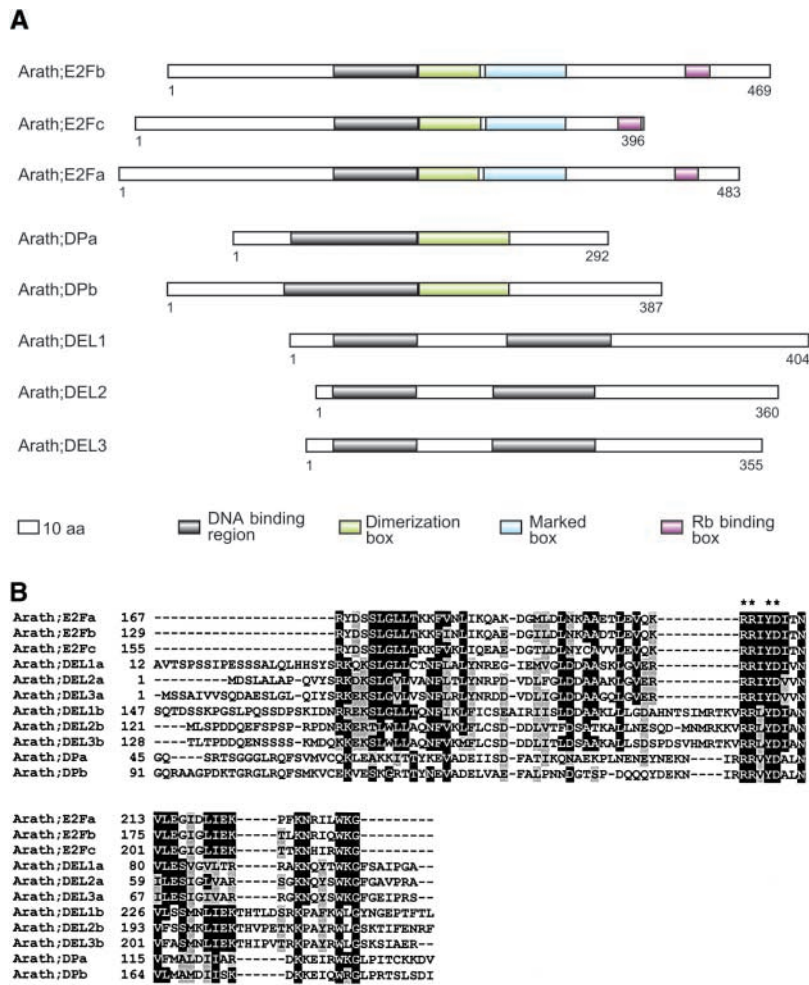 A
Arath;E2Fb
1 469
Arath;E2Fc
1 396
Arath;E2Fa
1 483
Arath;DPa
1 292
Arath;DPb
1 387
Arath;DEL1
1 404
Arath;DEL2
1 360
Arath;DEL3
1 355
10 aa
DNA binding region
Dimerization box
Marked box
Rb binding box
B
** **
Arath;E2Fa 167 ------------------------RYDSSLGLLTKKFVNLIKQAK-DGMLDLNKAAETLEVQK-----------RRIYDITN
Arath;E2Fb 129 ------------------------RYDSSLGLLTKKFINLIKQAE-DGILDLNKAADTLEVQK-----------RRIYDITN
Arath;E2Fc 155 ------------------------RYDSSLGLLTKKFVKLIQEAE-DGTLDLNYCAVVLEVQK-----------RRIYDITN
Arath;DEL1a 12 AVTSPSSIPESSSALQLHHSYSRKQKSLGLLCTNFLALYNREG-IEMVGLDDAASKLGVER-----------RRIYDIVN
Arath;DEL2a 1 --------MDSLALAP-QVYSRKDKSLGVLVANFLTLYNRPD-VDLFGLDDAAAKLGVER-----------RRIYDVVN
Arath;DEL3a 1 --MSSAIVVSQDAESLGL-QIYSRKEKSLGVLVSNFLRLYNRDD-VDLIGLDDAAGQLGVER-----------RRIYDVVN
Arath;DEL1b 147 SQTDSSKPGSLPQSSDPSKIDNRREKSLGLLTQNFIKLFICSEAIRIISLDDAAKLLLGDAHNTSIMRTKVRRLYDIAN
Arath;DEL2b 121 ----MLSPDDQEFSPSP-RPDNRKERTLWLLAQNFVKLFLCSD-DDLVTFDSATKALLNESQD-MNMRKKVRRLYDIAN
Arath;DEL3b 128 ----TLTPDDQENSSSS-KMDQKKEKSLWLLAQNFVKMFLCSD-DDLIALDSAAKALLSDSPDSVHMRTKVRRLYDIAN
Arath;DPa 45 GQ----SRTSGGGLRQFSVMVCQKLEAKKITTYKEVADEIISD-FATIKQNAEKPLNENEYNEKN----IRRRVYDALN
Arath;DPb 91 GQRAAGPDKTGRGLRQFSMKVCEKVESKGRTTYNEVADELVAE-FALPNNDGTSP-DQQQYDEKN----IRRRVYDALN
Arath;E2Fa 213 VLEGIDLIEK-----PFKNRILWKG---------
Arath;E2Fb 175 VLEGIGLIEK-----TLKNRIQWKG---------
Arath;E2Fc 201 VLEGIGLIEK-----TTKNHIRWKG---------
Arath;DEL1a 80 VLESVGVLTR-----RAKNQYTWKGFSAIPGA--
Arath;DEL2a 59 ILESIGLVAR-----SGKNQYSWKGFGAVPRA--
Arath;DEL3a 67 ILESIGIVAR-----RGKNQYSWKGFGEIPRS--
Arath;DEL1b 226 VLSSMNLIEKTHTLDSRKPAFKWLGYNGEPTFTL
Arath;DEL2b 193 VFSSMKLIEKTHVPETKKPAYRWLGSKTIFENRF
Arath;DEL3b 201 VFASMNLIEKTHIPVTRKPAYRWLGSKSIAER--
Arath;DPa 115 VFMALDIIAR-----DKKEIRWKGLPITCKKDV
Arath;DPb 164 VLMAMDIISK-----DKKEIQWRGLPRTSLSDI